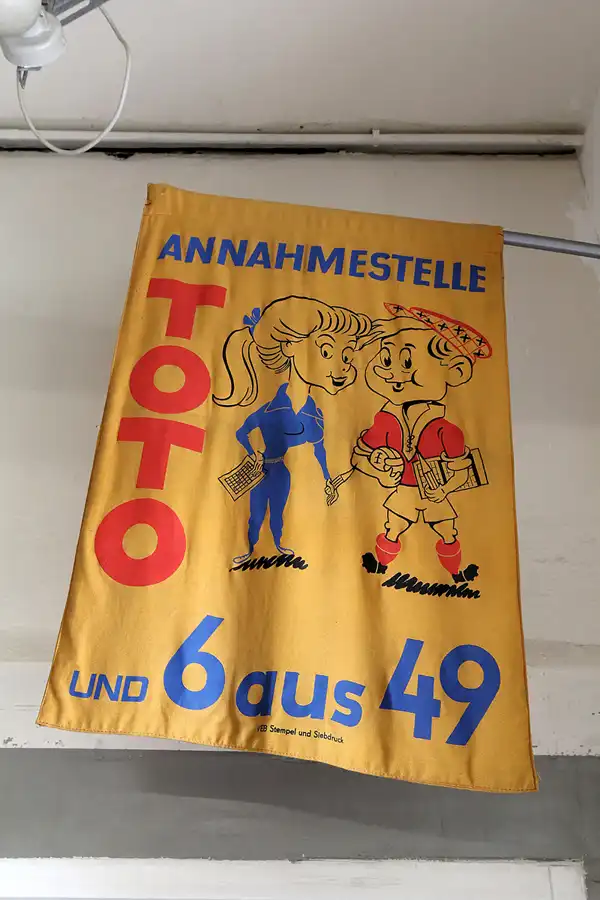 ANNAHMESTELLE
TOTO
UND 6 aus 49
VEB Stempel und Siebdruck